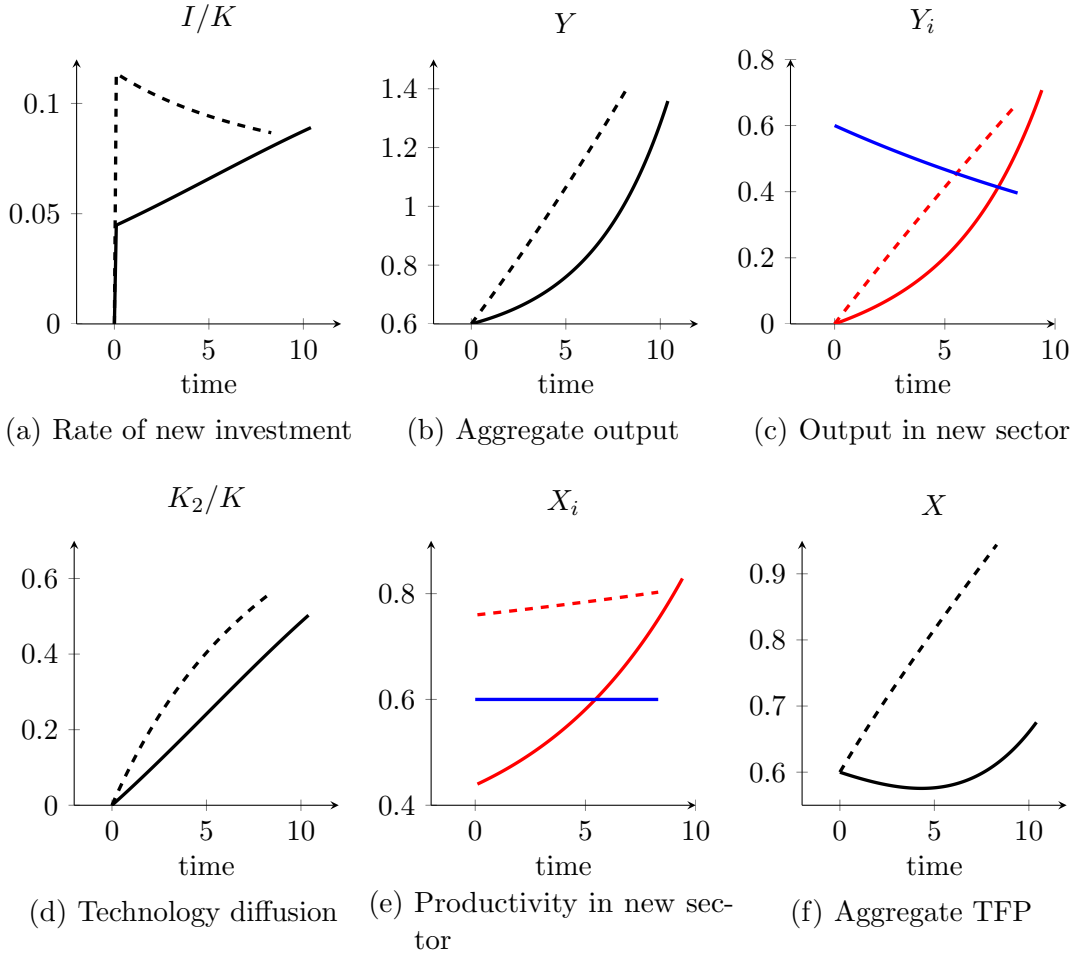 I/K
Y
Y_i
0
0.05
0.1
0 5 10
time
0.6
0.8
1
1.2
1.4
0 5 10
time
0
0.2
0.4
0.6
0.8
0 5 10
time
(a) Rate of new investment
(b) Aggregate output
(c) Output in new sector
K_2/K
X_i
X
0
0.2
0.4
0.6
0 5 10
time
0.4
0.6
0.8
0 5 10
time
0.6
0.7
0.8
0.9
0 5 10
time
(d) Technology diffusion
(e) Productivity in new sec-
tor
(f) Aggregate TFP